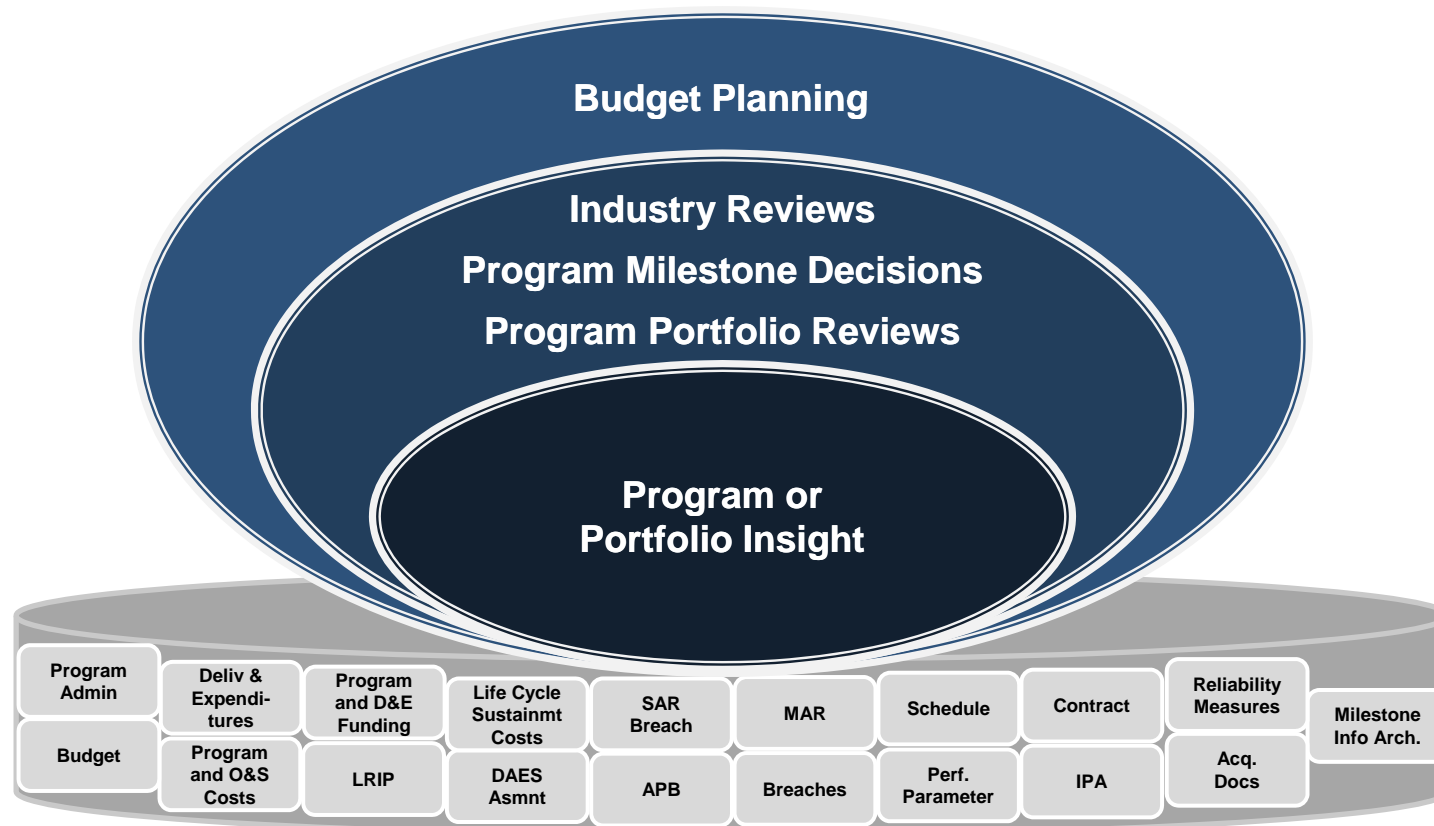 Budget Planning
Industry Reviews
Program Milestone Decisions
Program Portfolio Reviews
Program or
Portfolio Insight
Program
Admin
Budget
Deliv &
Expendi-
tures
Program
and O&S
Costs
Program
and D&E
Funding
LRIP
Life Cycle
Sustainmt
Costs
DAES
Asmnt
SAR
Breach
APB
MAR
Breaches
Schedule
Perf.
Parameter
Contract
IPA
Reliability
Measures
Acq.
Docs
Milestone
Info Arch.